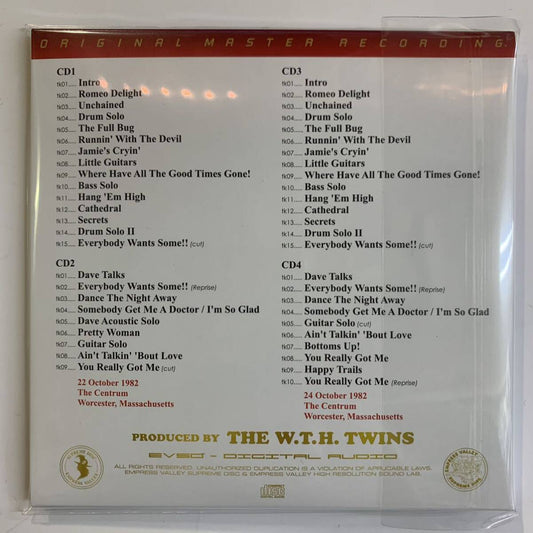 ORIGINAL MASTER RECORDING
CD1
tk01..... Intro
tk02..... Romeo Delight
tk03..... Unchained
tk04..... Drum Solo
tk05..... The Full Bug
tk06..... Runnin' With The Devil
tk07..... Jamie's Cryin'
tk08..... Little Guitars
tk09..... Where Have All The Good Times Gone!
tk10..... Bass Solo
tk11..... Hang 'Em High
tk12..... Cathedral
tk13..... Secrets
tk14..... Drum Solo II
tk15..... Everybody Wants Some!! (cut)
CD2
tk01..... Dave Talks
tk02..... Everybody Wants Some!! (Reprise)
tk03..... Dance The Night Away
tk04..... Somebody Get Me A Doctor / I'm So Glad
tk05..... Dave Acoustic Solo
tk06..... Pretty Woman
tk07..... Guitar Solo
tk08..... Ain't Talkin' 'Bout Love
tk09..... You Really Got Me (cut)
22 October 1982
The Centrum
Worcester, Massachusetts
CD3
tk01..... Intro
tk02..... Romeo Delight
tk03..... Unchained
tk04..... Drum Solo
tk05..... The Full Bug
tk06..... Runnin' With The Devil
tk07..... Jamie's Cryin'
tk08..... Little Guitars
tk09..... Where Have All The Good Times Gone!
tk10..... Bass Solo
tk11..... Hang 'Em High
tk12..... Cathedral
tk13..... Secrets
tk14..... Drum Solo II
tk15..... Everybody Wants Some!! (cut)
CD4
tk01..... Dave Talks
tk02..... Everybody Wants Some!! (Reprise)
tk03..... Dance The Night Away
tk04..... Somebody Get Me A Doctor / I'm So Glad
tk05..... Guitar Solo (cut)
tk06..... Ain't Talkin' 'Bout Love
tk07..... Bottoms Up!
tk08..... You Really Got Me
tk09..... Happy Trails
tk10..... You Really Got Me (Reprise)
24 October 1982
The Centrum
Worcester, Massachusetts
PRODUCED BY THE W.T.H. TWINS
EVSD - DIGITAL AUDIO
ALL RIGHTS RESERVED. UNAUTHORIZED DUPLICATION IS A VIOLATION OF APPLICABLE LAWS.
EMPRESS VALLEY SUPREME DISC & EMPRESS VALLEY HIGH RESOLUTION SOUND LAB.
SUPREME DISC
EMPRESS VALLEY
EMPRESS VALLEY
SUPREME DISC